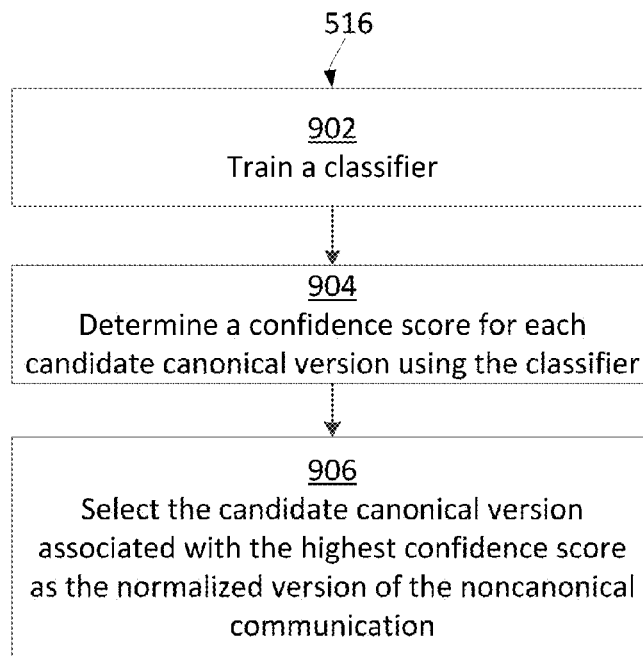 516
902
Train a classifier
904
Determine a confidence score for each
candidate canonical version using the classifier
906
Select the candidate canonical version
associated with the highest confidence score
as the normalized version of the noncanonical
communication